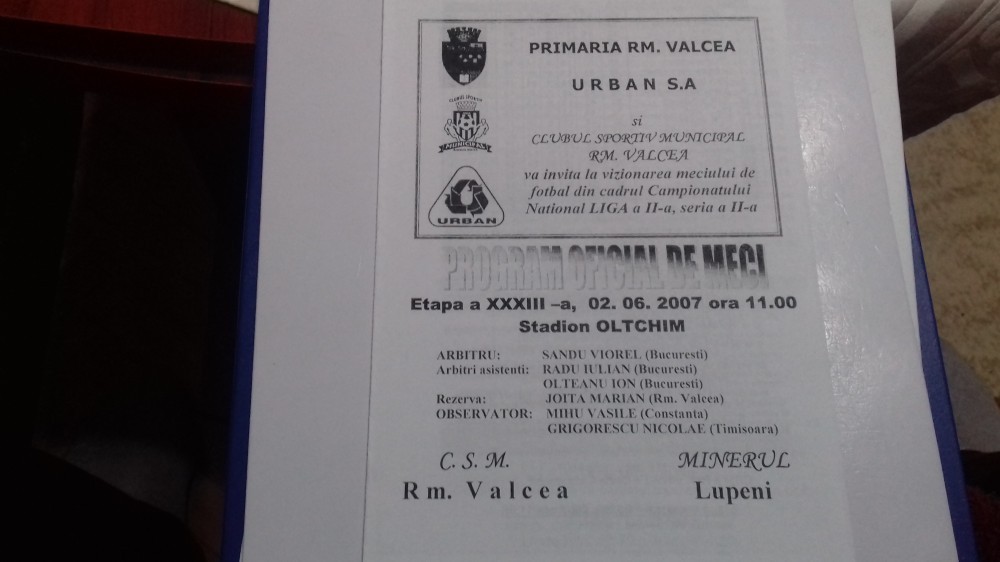 PRIMARIA RM. VALCEA
U R B A N S.A
si
CLUBUL SPORTIV MUNICIPAL
RM. VALCEA
va invita la vizionarea meciului de
fotbal din cadrul Campionatului
National LIGA a II-a, seria a II-a
MUNICIPAL
URBAN
PROGRAM OFICIAL DE MECI
Etapa a XXXIII –a, 02. 06. 2007 ora 11.00
Stadion OLTCHIM
ARBITRU: SANDU VIOREL (Bucuresti)
Arbitri asistenti: RADU IULIAN (Bucuresti)
OLTEANU ION (Bucuresti)
Rezerva: JOITA MARIAN (Rm. Valcea)
OBSERVATOR: MIHU VASILE (Constanta)
GRIGORESCU NICOLAE (Timisoara)
C. S. M. MINERUL
R m. V a l c e a Lupeni